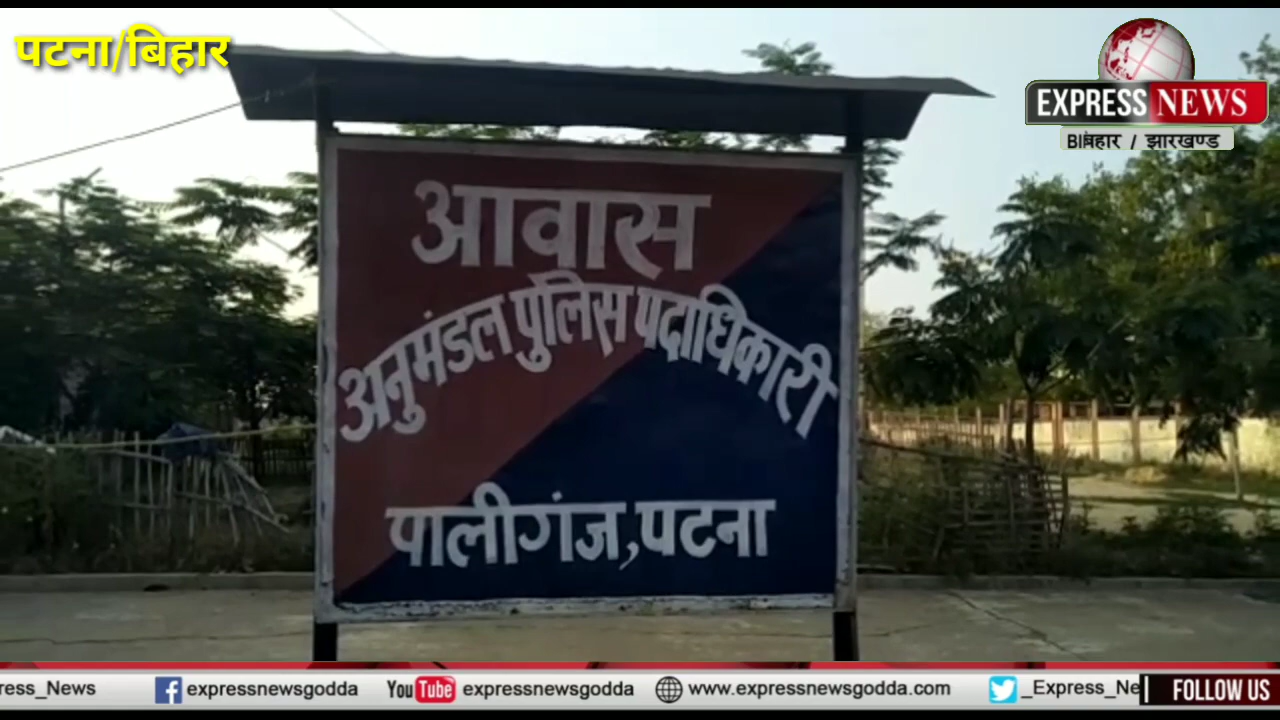 पटना/बिहार
EXPRESS NEWS
बिहार / झारखण्ड
आवास
अनुमंडल पुलिस पदाधिकारी
पालीगंज, पटना
ress_News expressnewsgodda YouTube expressnewsgodda www.expressnewsgodda.com _Express_Ne FOLLOW US